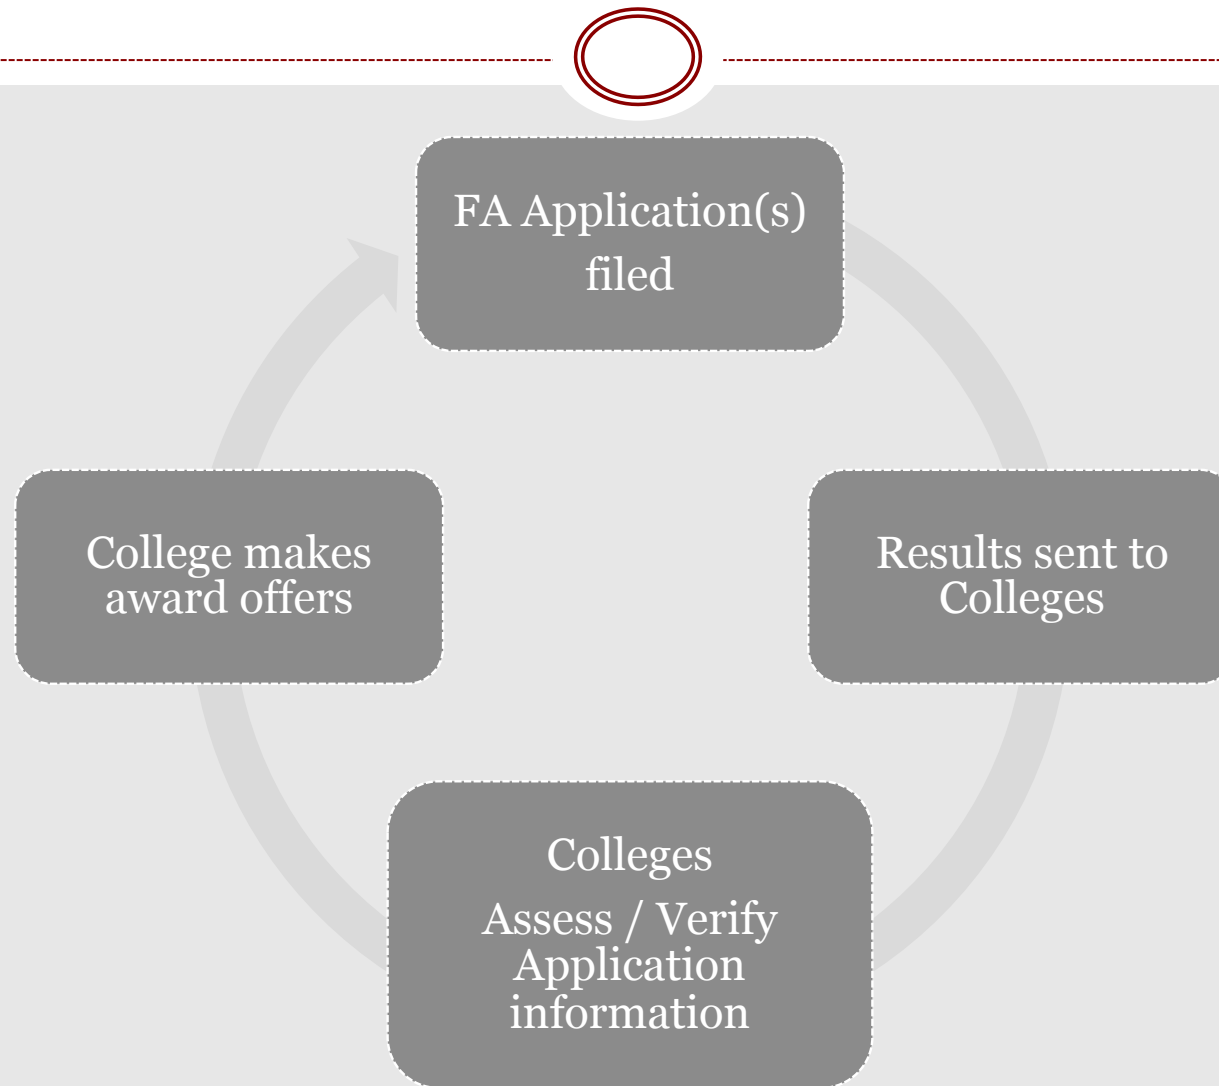 FA Application(s)
filed
Results sent to
Colleges
Colleges
Assess / Verify
Application
information
College makes
award offers